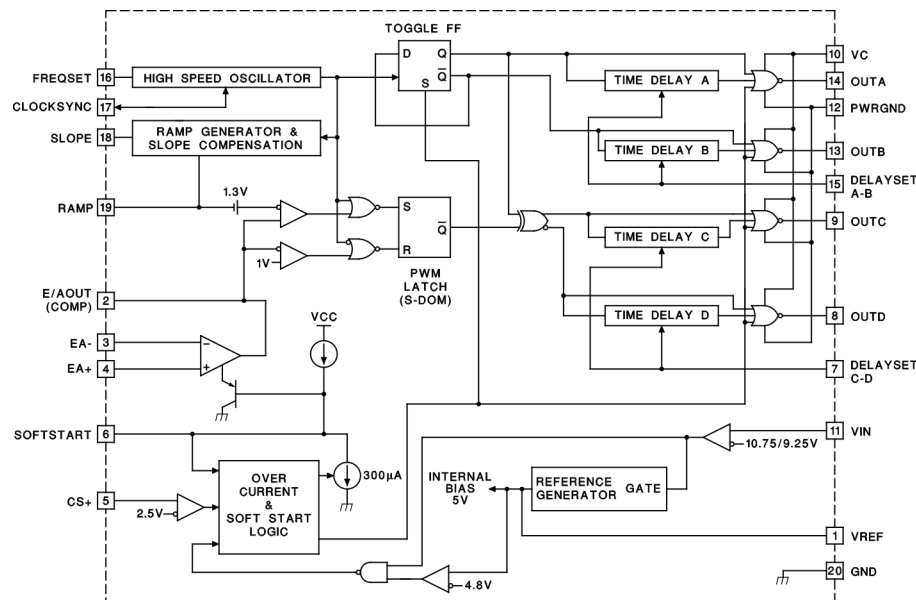 TOGGLE FF
D Q
Q
S
FREQSET 16 HIGH SPEED OSCILLATOR
CLOCKSYNC 17
SLOPE 18 RAMP GENERATOR &
SLOPE COMPENSATION
RAMP 19 1.3V
1V
S
R
Q
PWM
LATCH
(S-DOM)
E/AOUT
(COMP) 2
EA- 3
EA+ 4
−
+
VCC
SOFTSTART 6
CS+ 5
2.5V
OVER
CURRENT
&
SOFT START
LOGIC
300µA
INTERNAL
BIAS
5V
REFERENCE
GENERATOR GATE
4.8V
10.75/9.25V
TIME DELAY A
TIME DELAY B
TIME DELAY C
TIME DELAY D
10 VC
14 OUTA
12 PWRGND
13 OUTB
15 DELAYSET
A-B
9 OUTC
8 OUTD
7 DELAYSET
C-D
11 VIN
1 VREF
20 GND